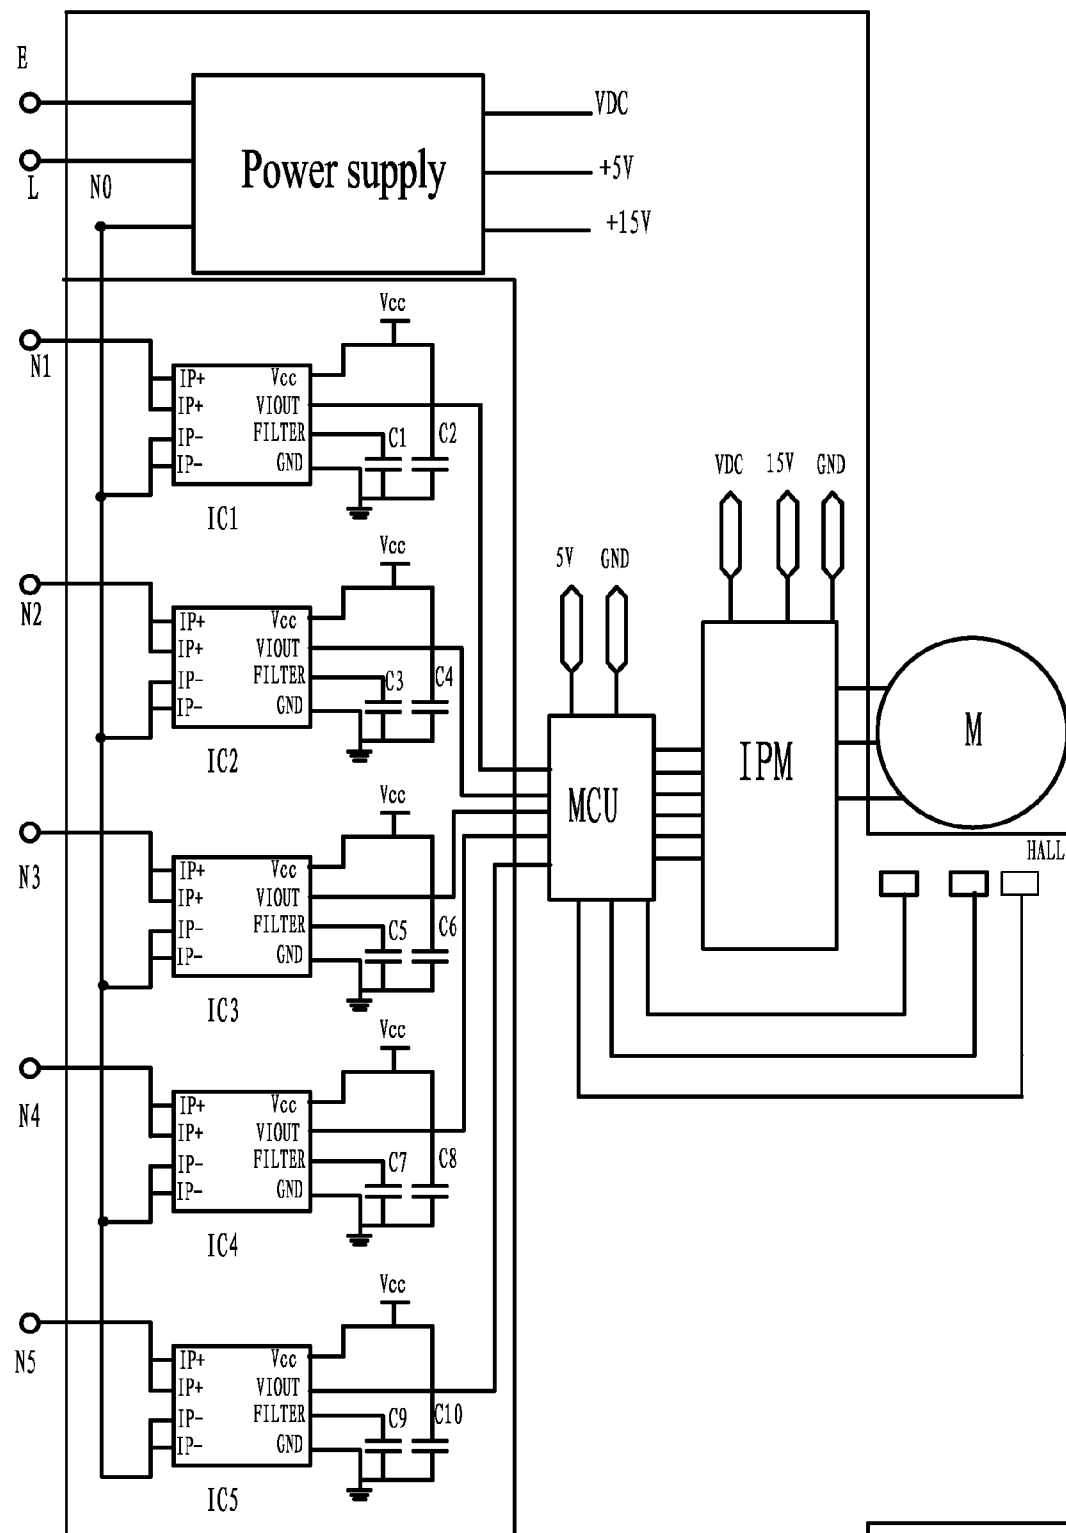 E
VDC
Power supply
+5V
L
N0
+15V
Vcc
N1
IP+
Vcc
IP+
VIOUT
IP-
FILTER
C1
C2
IP-
GND
IC1
VDC
15V
GND
Vcc
5V
GND
N2
IP+
Vcc
IP+
VIOUT
IP-
FILTER
C3
C4
IP-
GND
IC2
M
IPM
MCU
Vcc
HALL
N3
IP+
Vcc
IP+
VIOUT
IP-
FILTER
C5
C6
IP-
GND
IC3
Vcc
N4
IP+
Vcc
IP+
VIOUT
IP-
FILTER
C7
C8
IP-
GND
IC4
Vcc
N5
IP+
Vcc
IP+
VIOUT
IP-
FILTER
C9
C10
IP-
GND
IC5